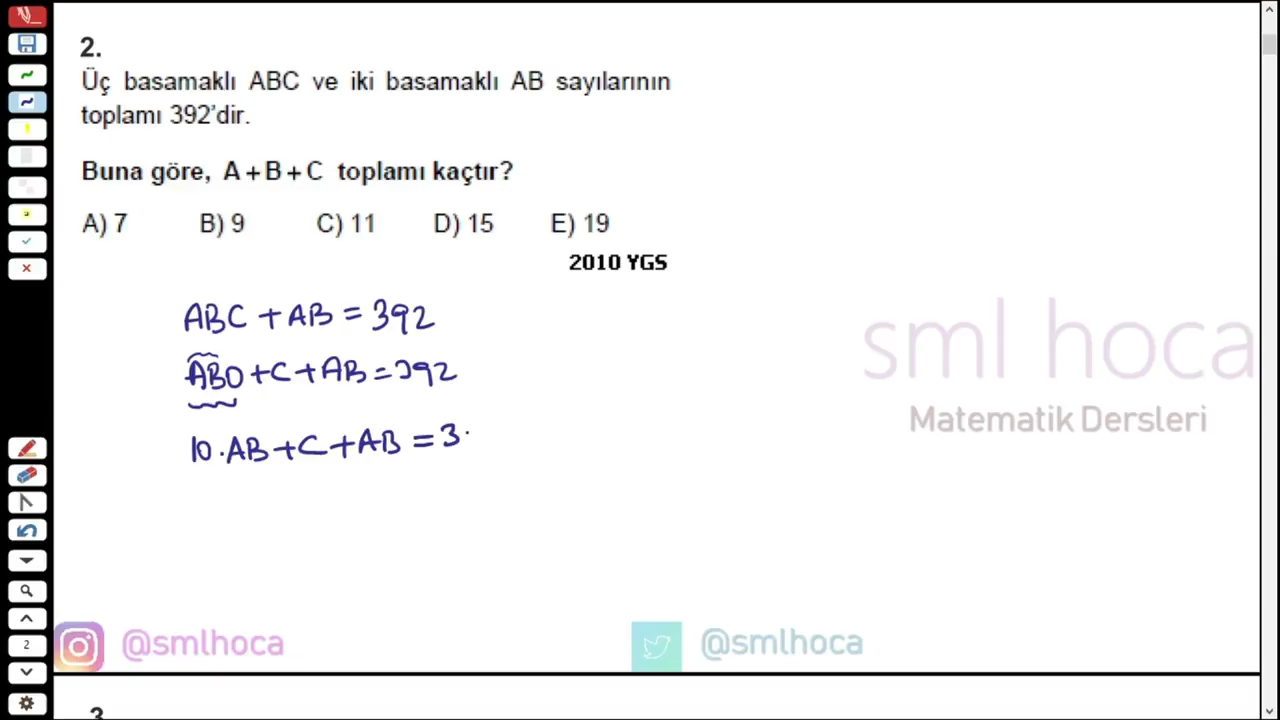 2.
Üç basamaklı ABC ve iki basamaklı AB sayılarının
toplamı 392'dir.
Buna göre, A+B+C toplamı kaçtır?
A) 7 B) 9 C) 11 D) 15 E) 19
2010 YGS
ABC + AB = 392
AB0 + C + AB = 392
10.AB + C + AB = 3
sml hoca
Matematik Dersleri
@smlhoca @smlhoca
2
3